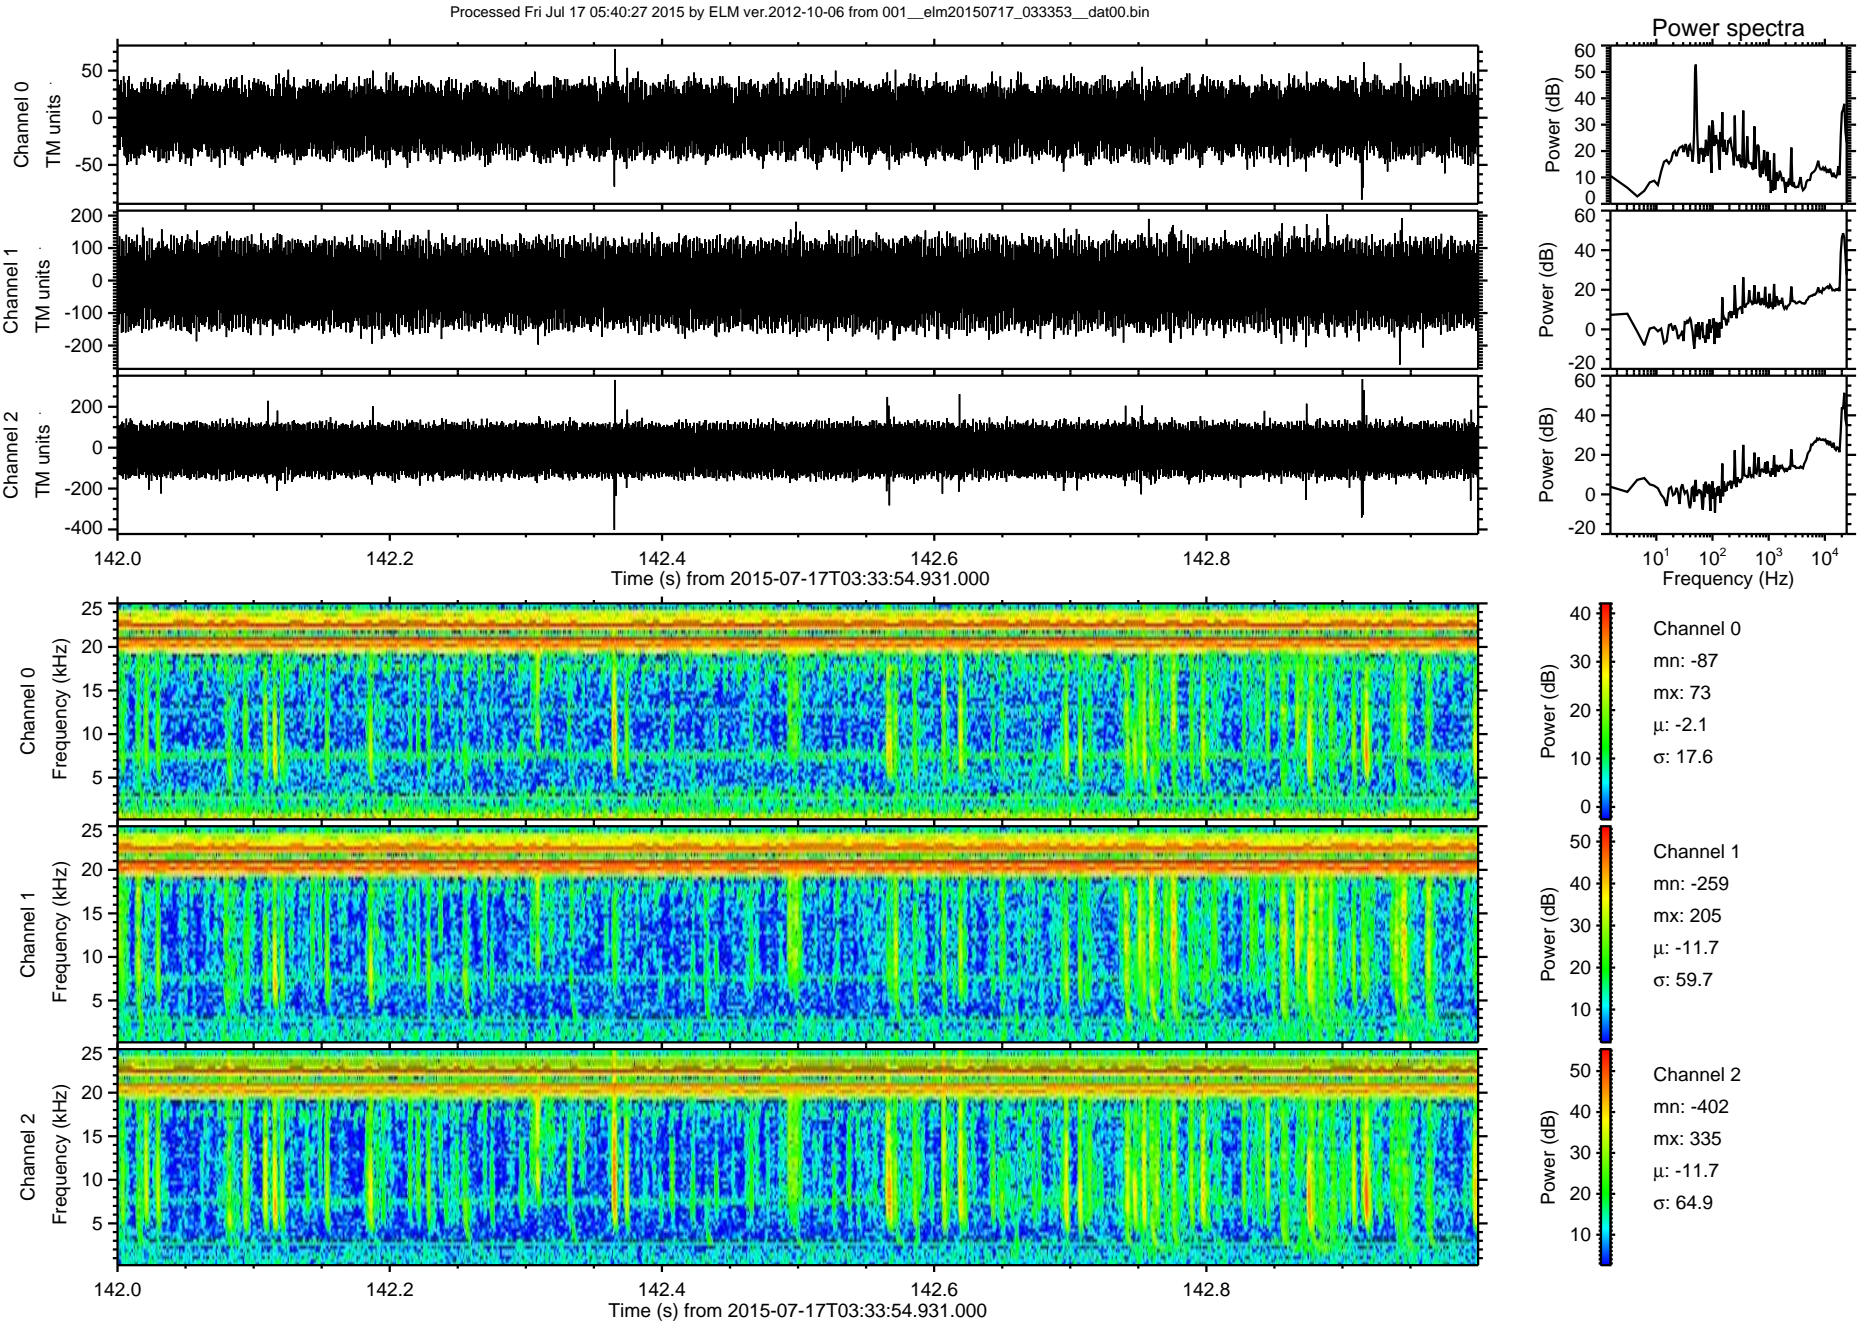 Processed Fri Jul 17 05:40:27 2015 by ELM ver.2012-10-06 from 001__elm20150717_033353__dat00.bin
Power spectra
Channel 0
TM units
50
0
-50
Power (dB)
60
50
40
30
20
10
0
Channel 1
TM units
200
100
0
-100
-200
Power (dB)
60
40
20
0
-20
Channel 2
TM units
200
0
-200
-400
Power (dB)
60
40
20
0
-20
142.0 142.2 142.4 142.6 142.8
Time (s) from 2015-07-17T03:33:54.931.000
10¹ 10² 10³ 10⁴
Frequency (Hz)
Channel 0
Frequency (kHz)
25
20
15
10
5
Power (dB)
40
30
20
10
0
Channel 0
mn: -87
mx: 73
μ: -2.1
σ: 17.6
Channel 1
Frequency (kHz)
25
20
15
10
5
Power (dB)
50
40
30
20
10
Channel 1
mn: -259
mx: 205
μ: -11.7
σ: 59.7
Channel 2
Frequency (kHz)
25
20
15
10
5
Power (dB)
50
40
30
20
10
Channel 2
mn: -402
mx: 335
μ: -11.7
σ: 64.9
142.0 142.2 142.4 142.6 142.8
Time (s) from 2015-07-17T03:33:54.931.000